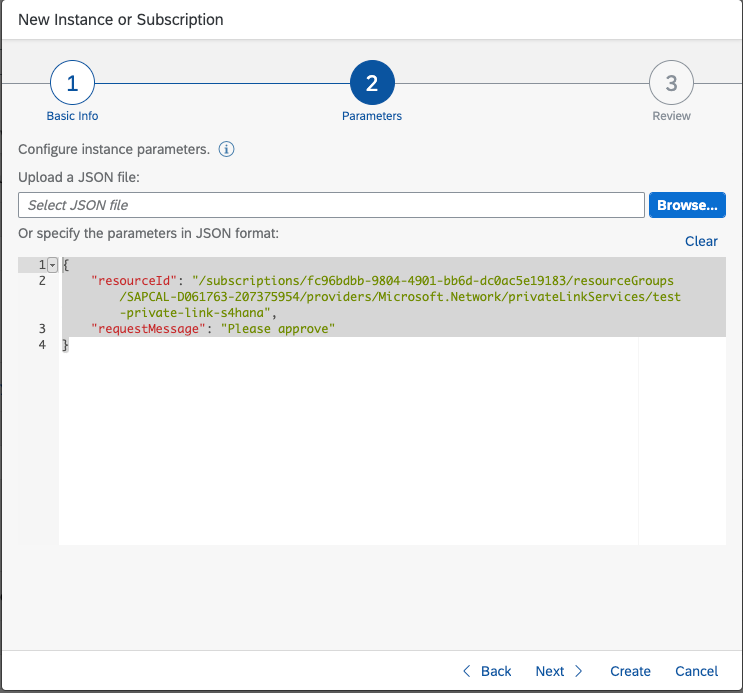 New Instance or Subscription
1
2
3
Basic Info
Parameters
Review
Configure instance parameters.
Upload a JSON file:
Select JSON file
Browse...
Or specify the parameters in JSON format:
Clear
1 {
2 "resourceId": "/subscriptions/fc96bdbb-9804-4901-bb6d-dc0ac5e19183/resourceGroups
/SAPCAL-D061763-207375954/providers/Microsoft.Network/privateLinkServices/test
-private-link-s4hana",
3 "requestMessage": "Please approve"
4 }
Back
Next
Create
Cancel